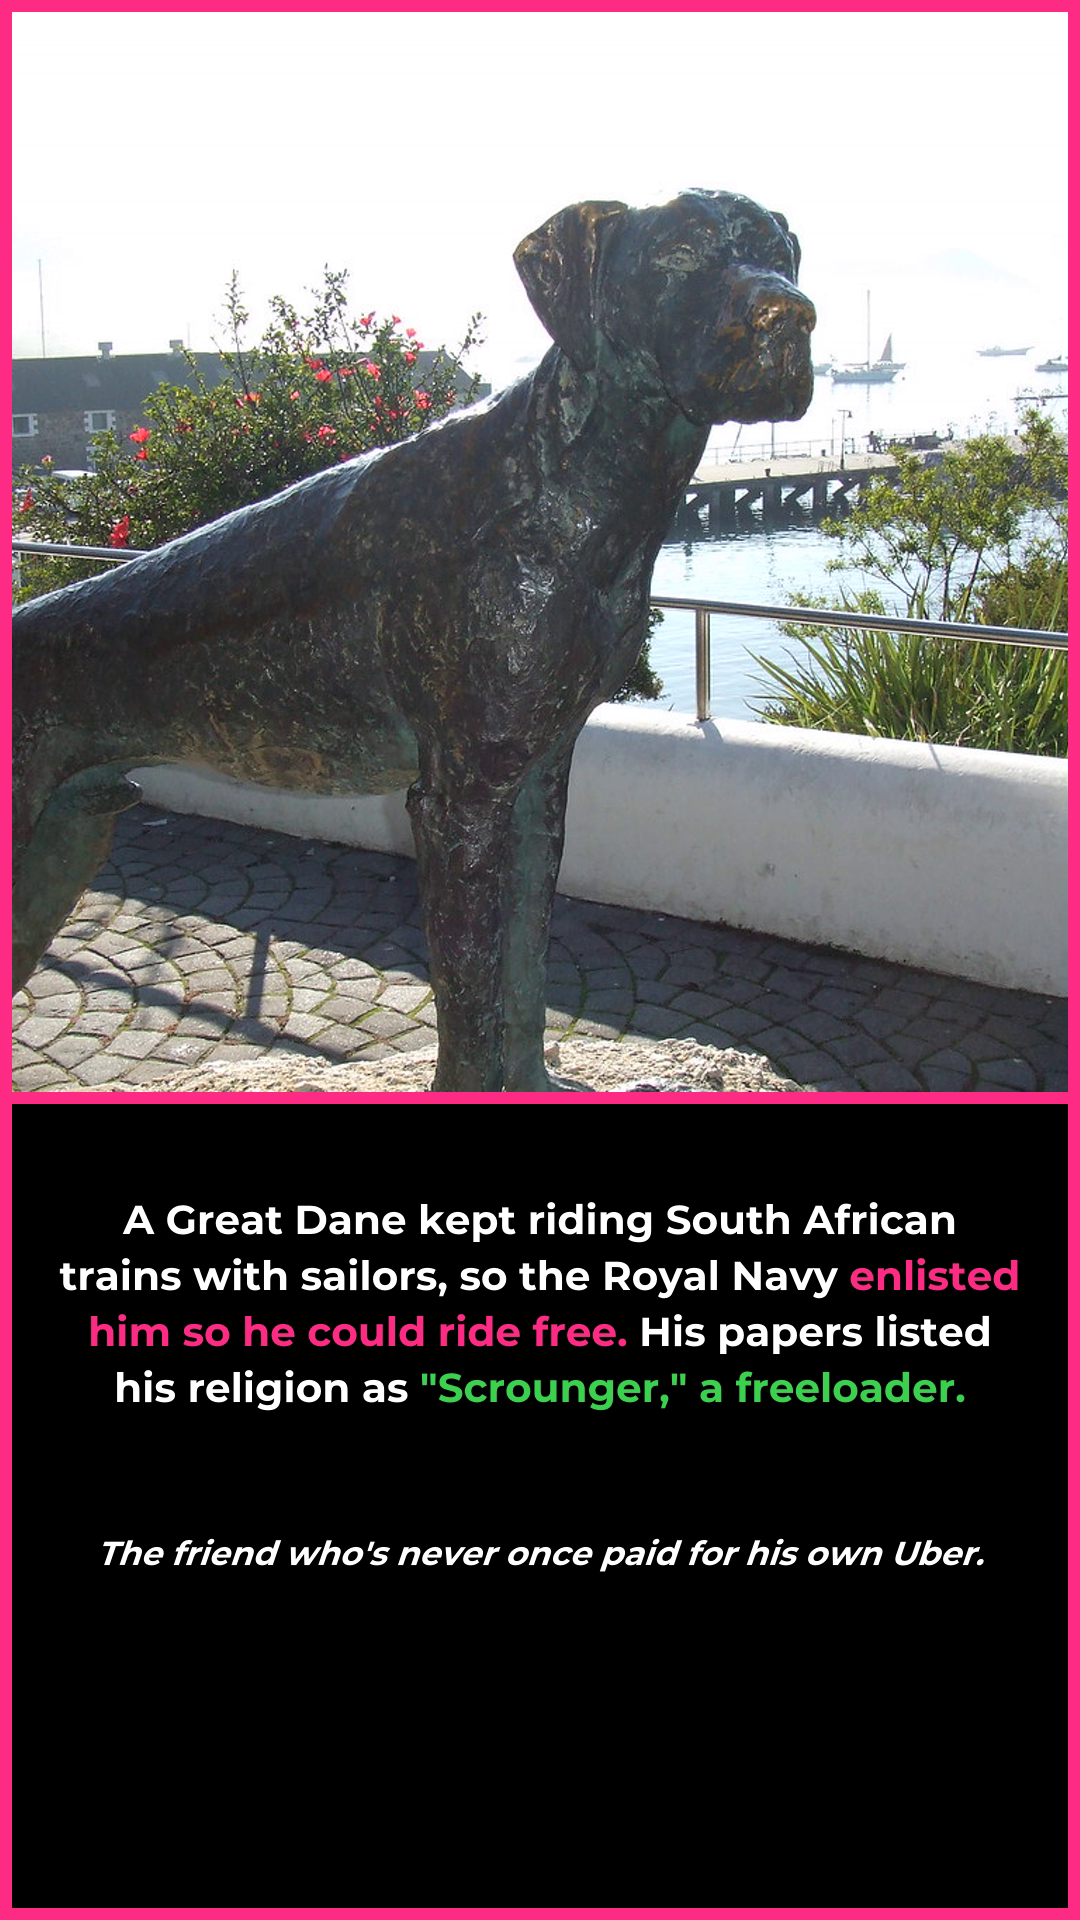 A Great Dane kept riding South African
trains with sailors, so the Royal Navy enlisted
him so he could ride free. His papers listed
his religion as "Scrounger," a freeloader.
The friend who's never once paid for his own Uber.